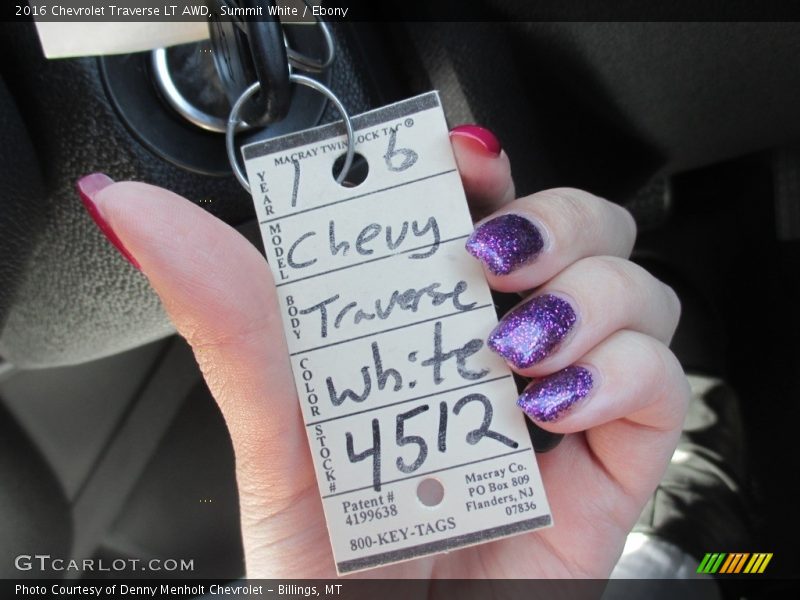 2016 Chevrolet Traverse LT AWD, Summit White / Ebony
MACRAY TWIN LOCK TAG®
YEAR 1 6
MODEL Chevy
BODY Traverse
COLOR White
STOCK# 4512
Patent #
4199638
Macray Co.
PO Box 809
Flanders, NJ
07836
800-KEY-TAGS
GTCARLOT.COM
Photo Courtesy of Denny Menholt Chevrolet - Billings, MT